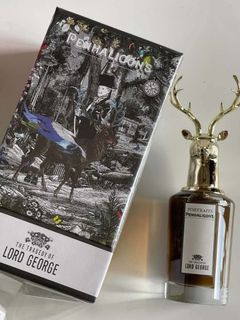 PENHALIGON'S
THE TRAGEDY OF
LORD GEORGE
PORTRAITS
PENHALIGON'S
LORD GEORGE